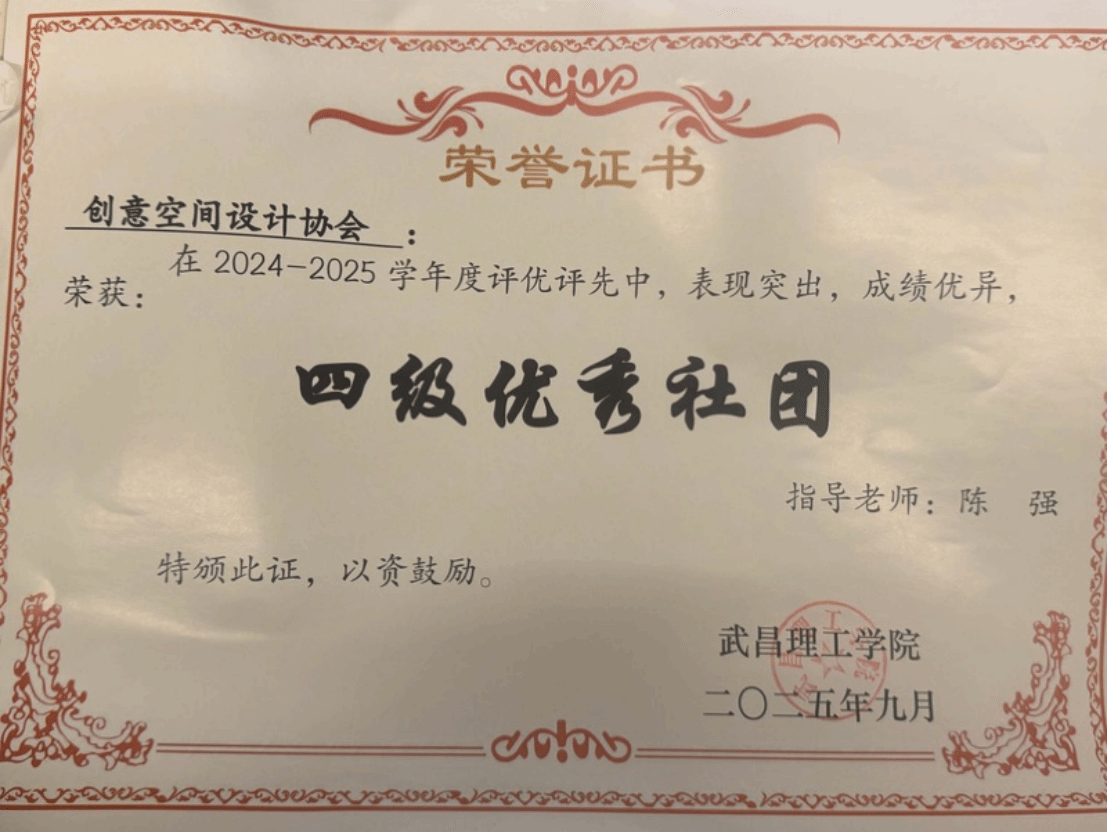 荣誉证书
创意空间设计协会：
在 2024-2025 学年度评优评先中，表现突出，成绩优异，
荣获：
四级优秀社团
指导老师：陈 强
特颁此证，以资鼓励。
武昌理工学院
二〇二五年九月